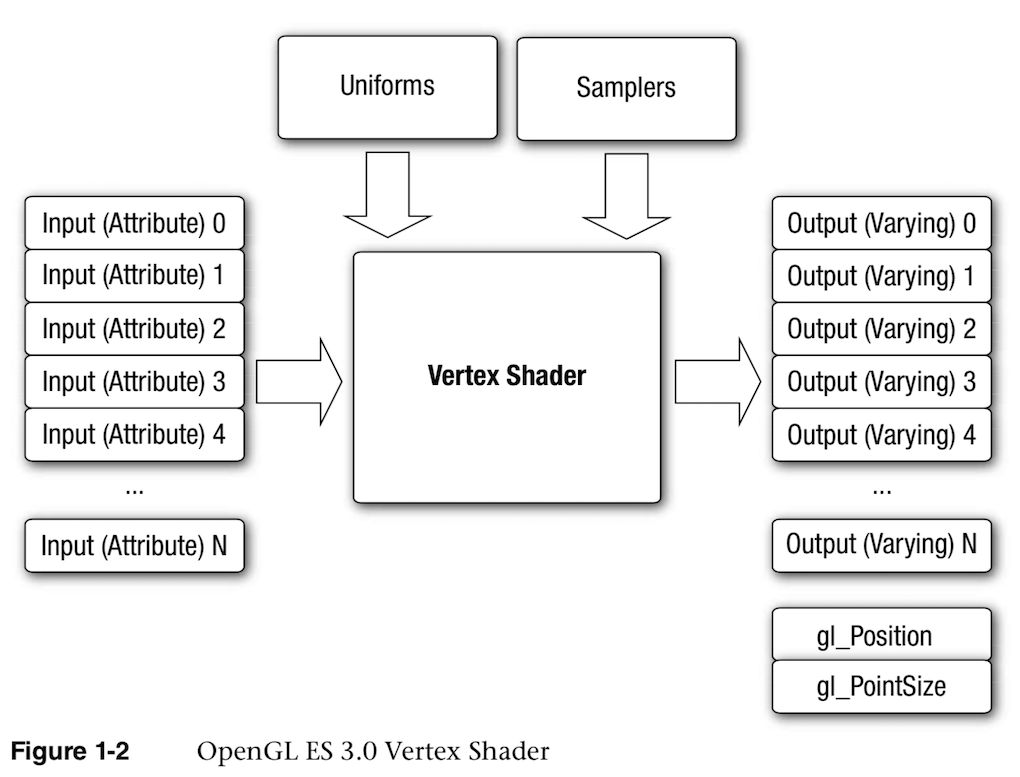 Uniforms
Samplers
Input (Attribute) 0
Input (Attribute) 1
Input (Attribute) 2
Input (Attribute) 3
Input (Attribute) 4
...
Input (Attribute) N
Vertex Shader
Output (Varying) 0
Output (Varying) 1
Output (Varying) 2
Output (Varying) 3
Output (Varying) 4
...
Output (Varying) N
gl_Position
gl_PointSize
Figure 1-2 OpenGL ES 3.0 Vertex Shader